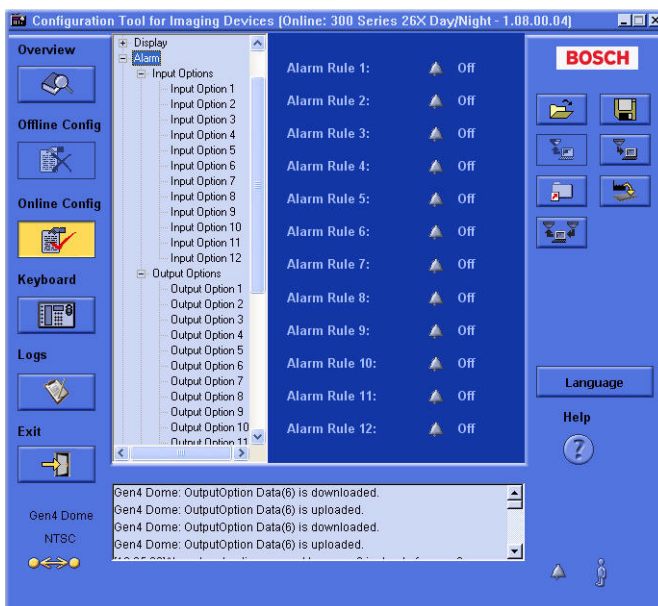 Configuration Tool for Imaging Devices (Online: 300 Series 26X Day/Night - 1.08.00.04)
Overview
Offline Config
Online Config
Keyboard
Logs
Exit
Gen4 Dome
NTSC
Display
Alarm
Input Options
Input Option 1
Input Option 2
Input Option 3
Input Option 4
Input Option 5
Input Option 6
Input Option 7
Input Option 8
Input Option 9
Input Option 10
Input Option 11
Input Option 12
Output Options
Output Option 1
Output Option 2
Output Option 3
Output Option 4
Output Option 5
Output Option 6
Output Option 7
Output Option 8
Output Option 9
Output Option 10
Output Option 11
Alarm Rule 1: Off
Alarm Rule 2: Off
Alarm Rule 3: Off
Alarm Rule 4: Off
Alarm Rule 5: Off
Alarm Rule 6: Off
Alarm Rule 7: Off
Alarm Rule 8: Off
Alarm Rule 9: Off
Alarm Rule 10: Off
Alarm Rule 11: Off
Alarm Rule 12: Off
Gen4 Dome: OutputOption Data(6) is downloaded.
Gen4 Dome: OutputOption Data(6) is uploaded.
Gen4 Dome: OutputOption Data(6) is downloaded.
Gen4 Dome: OutputOption Data(6) is uploaded.
BOSCH
Language
Help
?